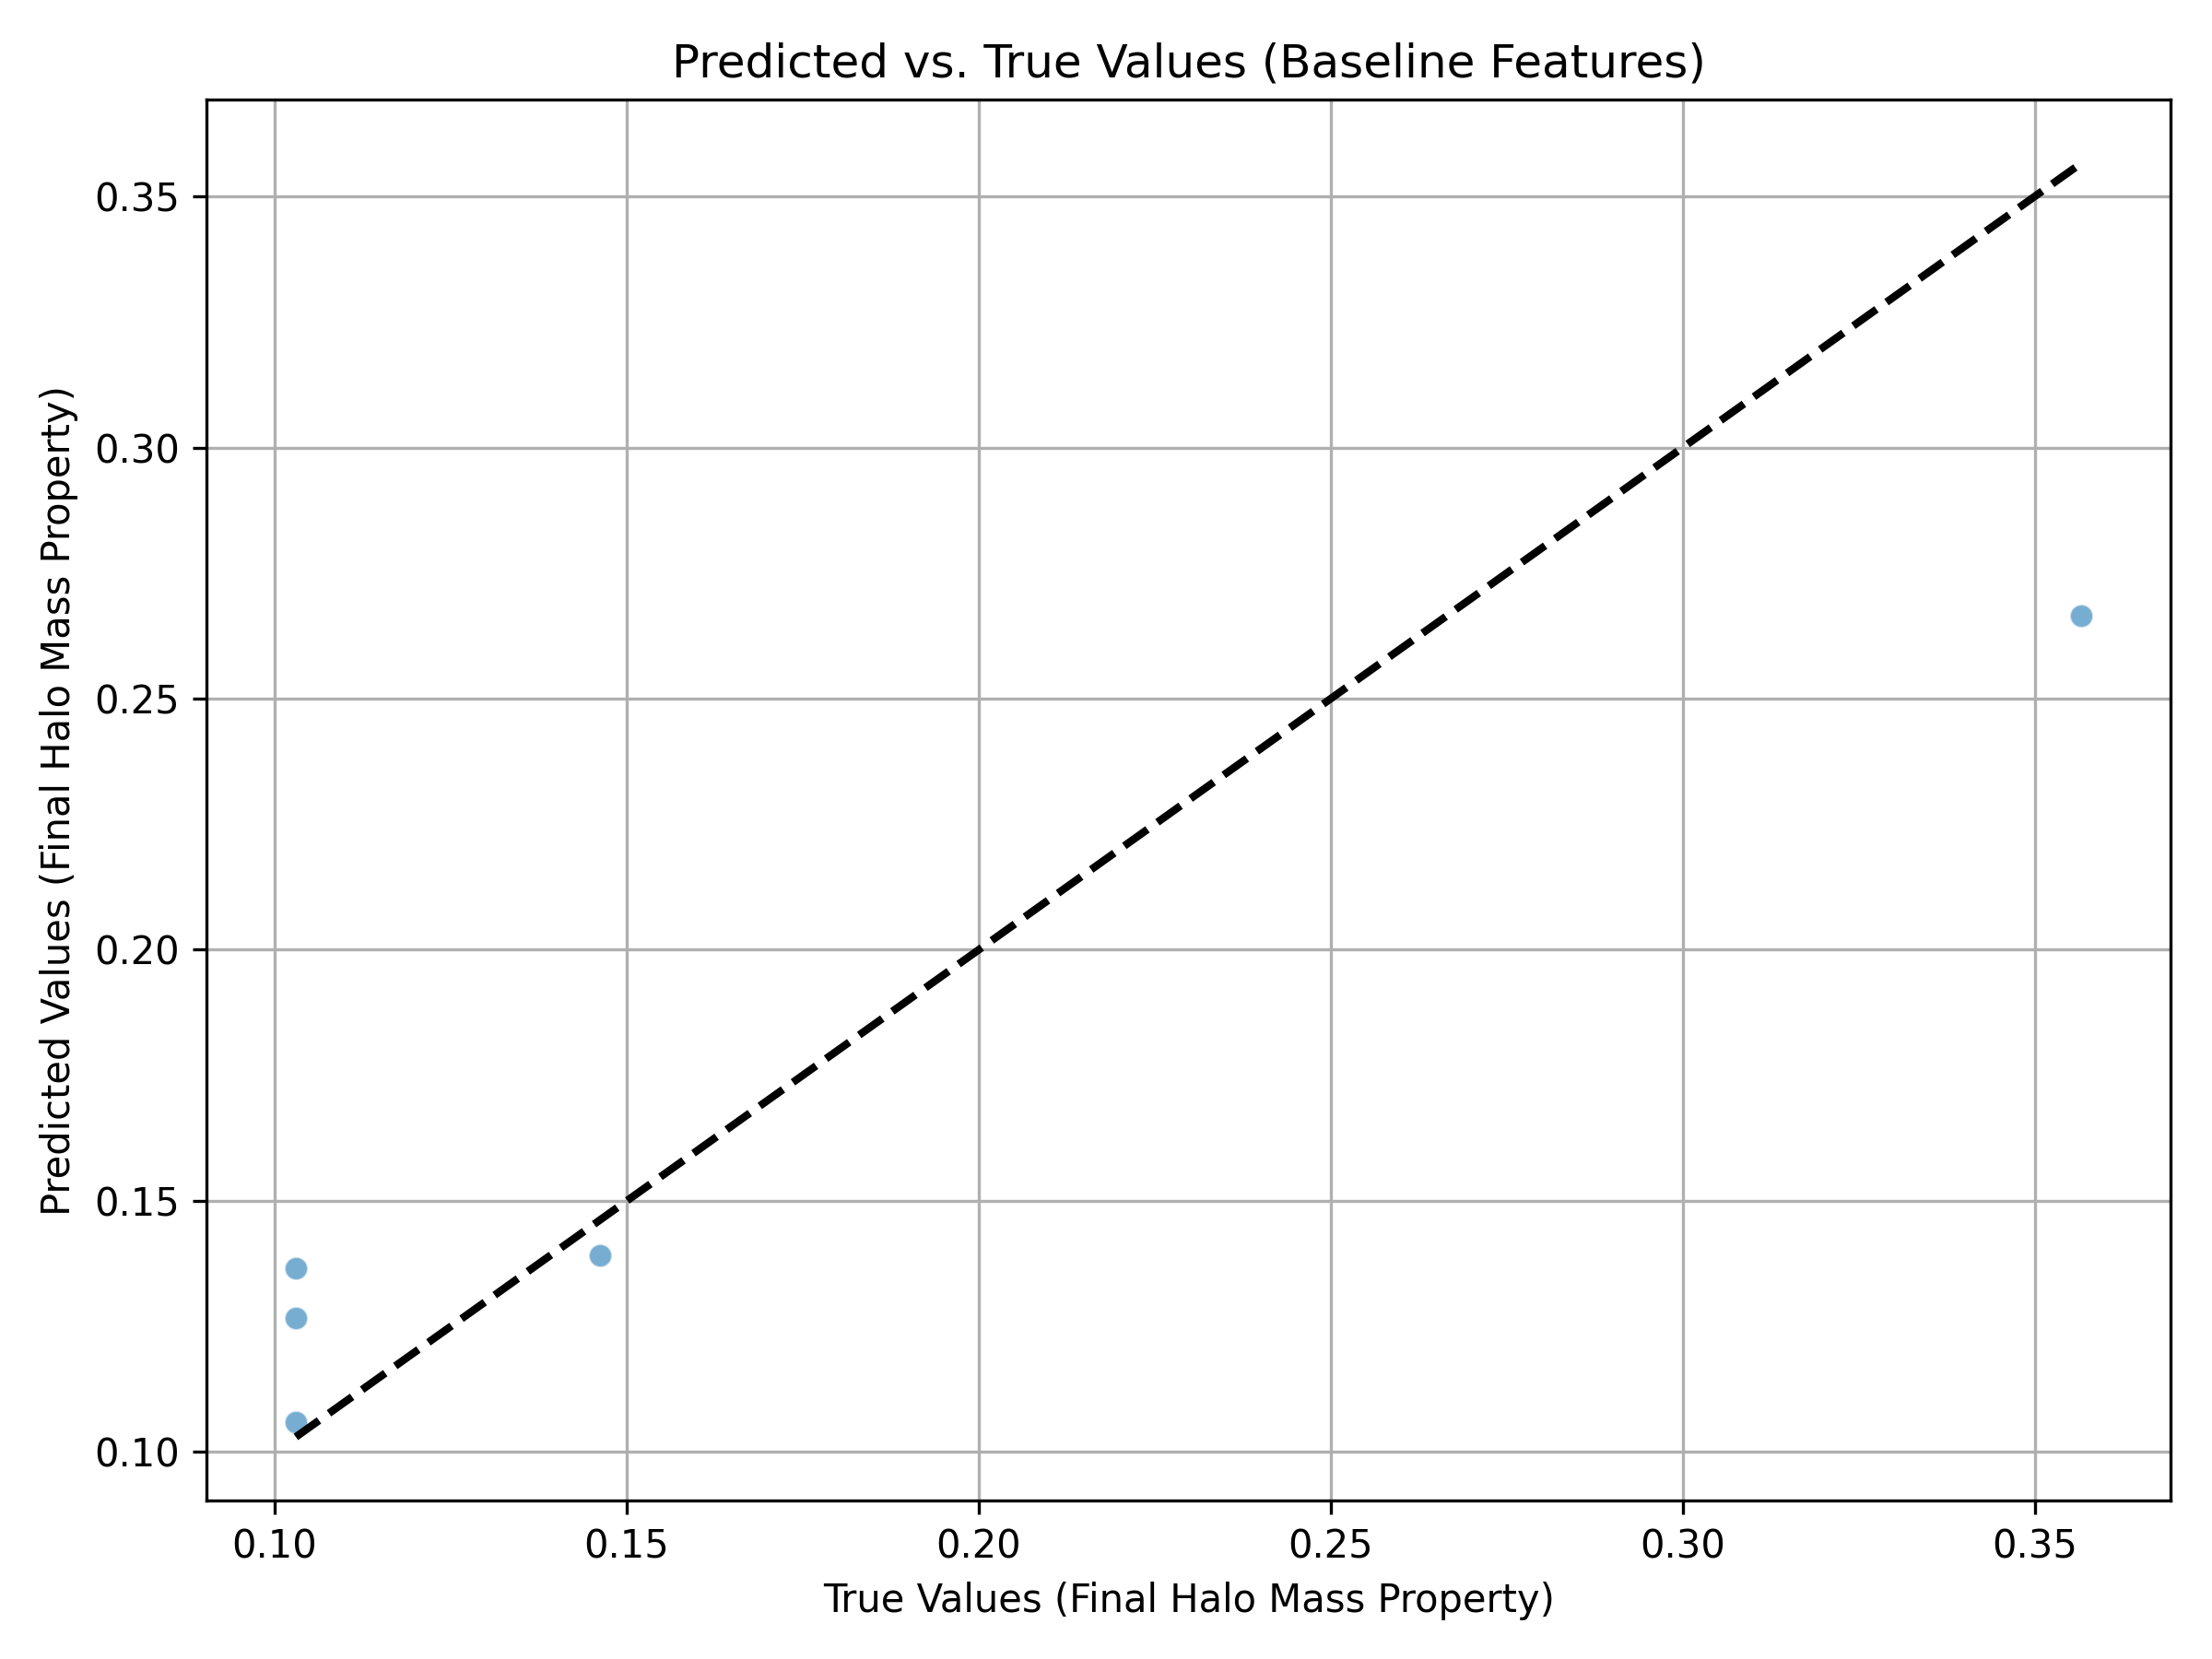 Predicted vs. True Values (Baseline Features)
Predicted Values (Final Halo Mass Property)
0.35
0.30
0.25
0.20
0.15
0.10
0.10 0.15 0.20 0.25 0.30 0.35
True Values (Final Halo Mass Property)